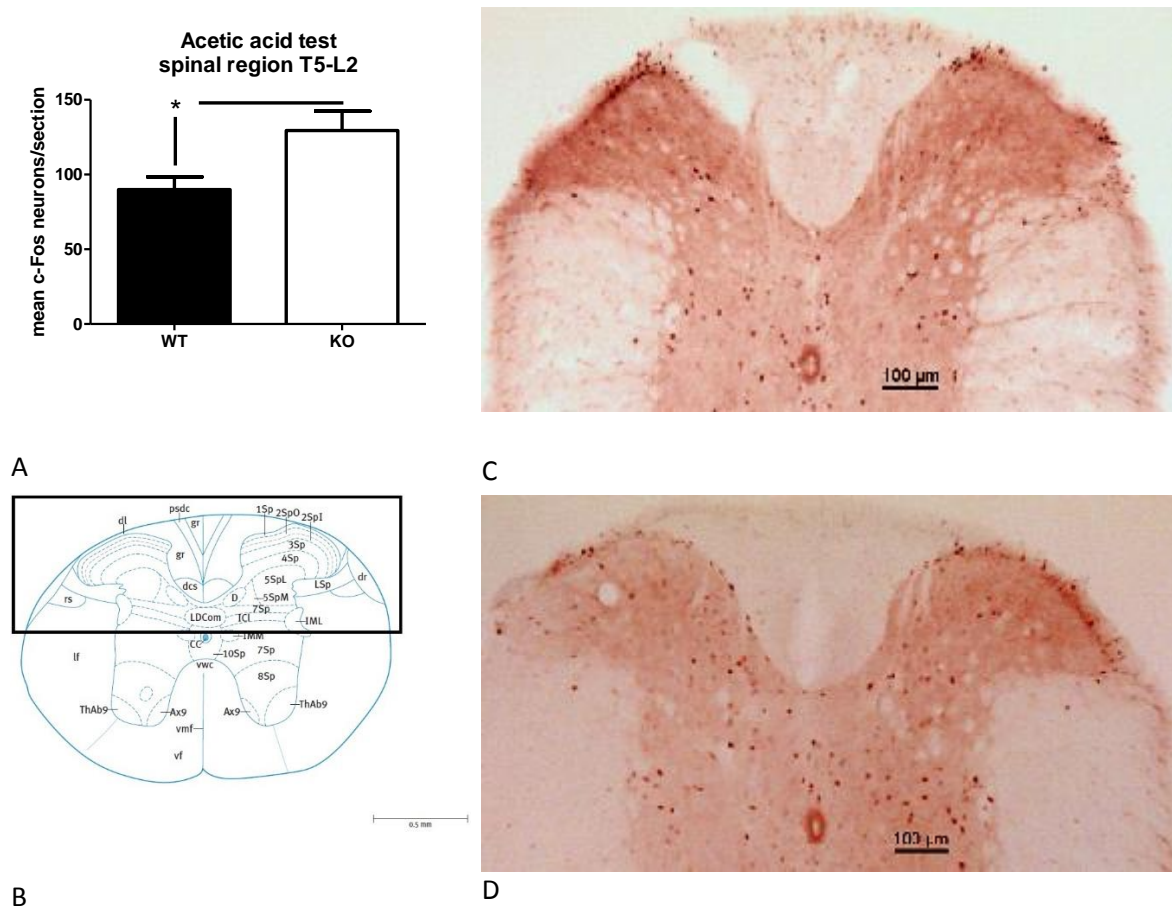 Acetic acid test
spinal region T5-L2
mean c-Fos neurons/section
150
100
50
0
*
WT
KO
A
100 µm
C
psdc
dl
gr
1Sp
2SpO
2SpI
gr
3Sp
4Sp
5SpL
dr
LSp
dcs
D
5SpM
rs
7Sp
LDCom
ICl
IML
CC
IMM
lf
10Sp
7Sp
vwc
8Sp
ThAb9
Ax9
Ax9
ThAb9
vmf
vf
0.5 mm
B
100 µm
D